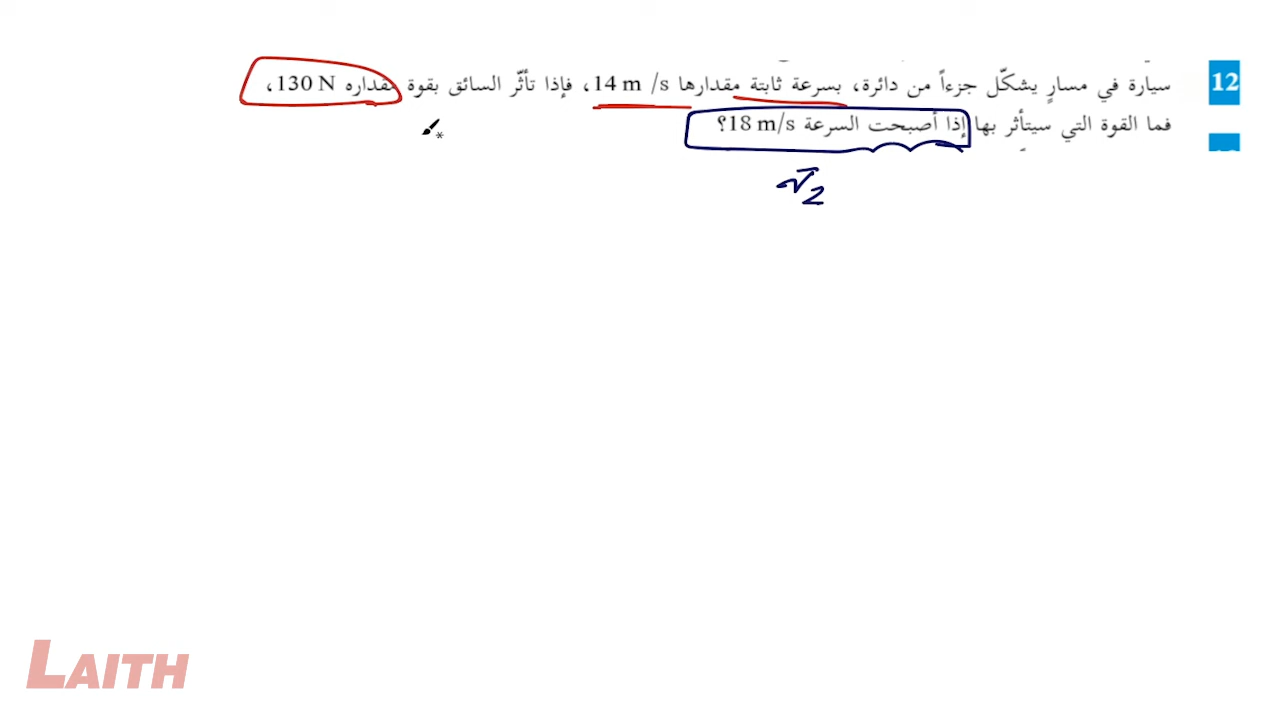 12 سيارة في مسارٍ يشكّل جزءاً من دائرة، بسرعة ثابتة مقدارها 14 m /s، فإذا تأثّر السائق بقوة مقداره 130 N،
فما القوة التي سيتأثر بها إذا أصبحت السرعة 18 m/s؟
v2
LAITH